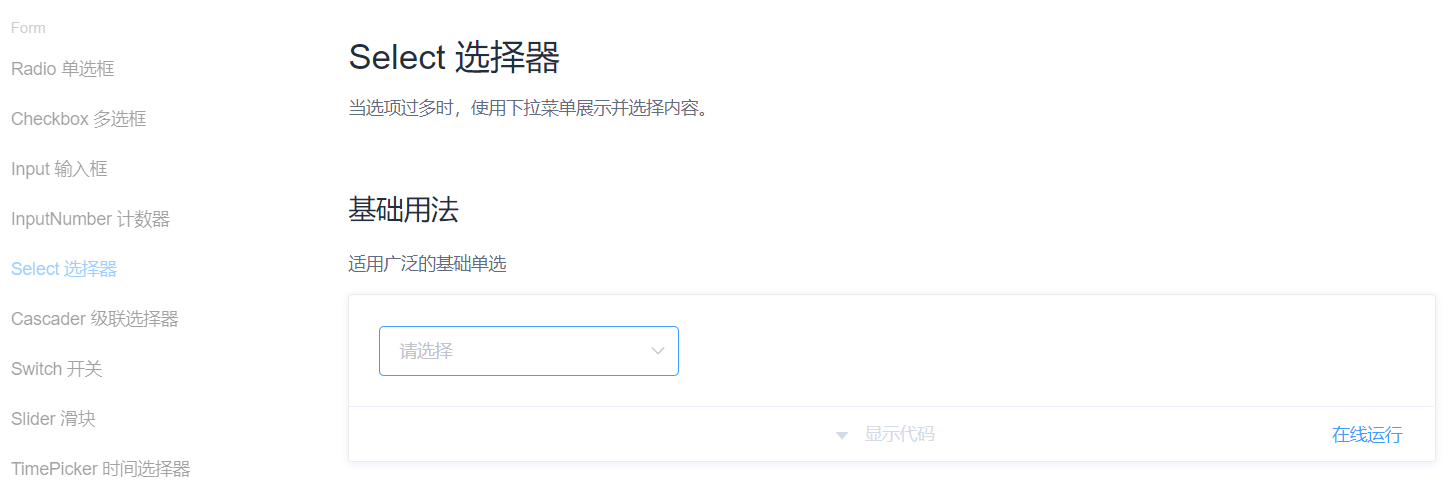 Form
Radio 单选框
Checkbox 多选框
Input 输入框
InputNumber 计数器
Select 选择器
Cascader 级联选择器
Switch 开关
Slider 滑块
TimePicker 时间选择器
Select 选择器
当选项过多时，使用下拉菜单展示并选择内容。
基础用法
适用广泛的基础单选
请选择
显示代码
在线运行